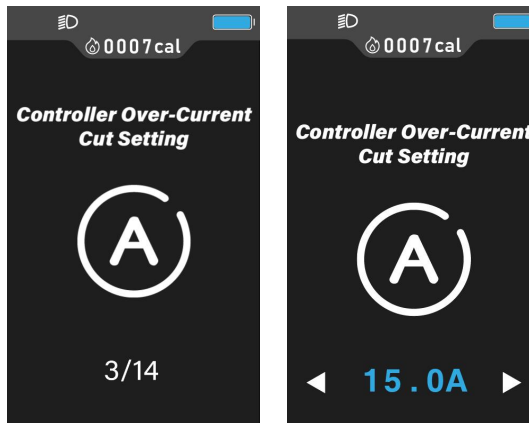 0007cal
Controller Over-Current
Cut Setting
A
3/14
0007cal
Controller Over-Current
Cut Setting
A
15.0A